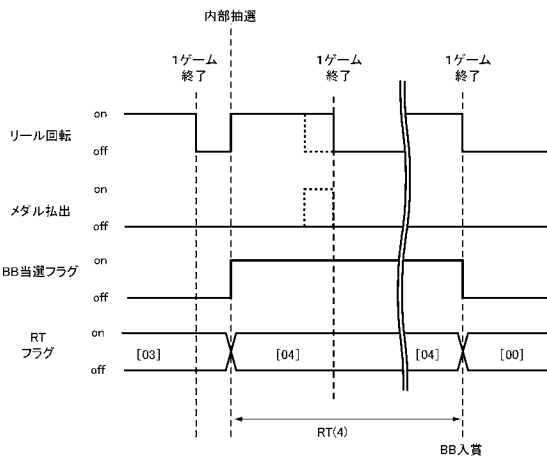 内部抽選
1ゲーム
終了
1ゲーム
終了
1ゲーム
終了
リール回転
on
off
メダル払出
on
off
BB当選フラグ
on
off
RT
フラグ
on
off
[03]
[04]
[04]
[00]
RT(4)
BB入賞